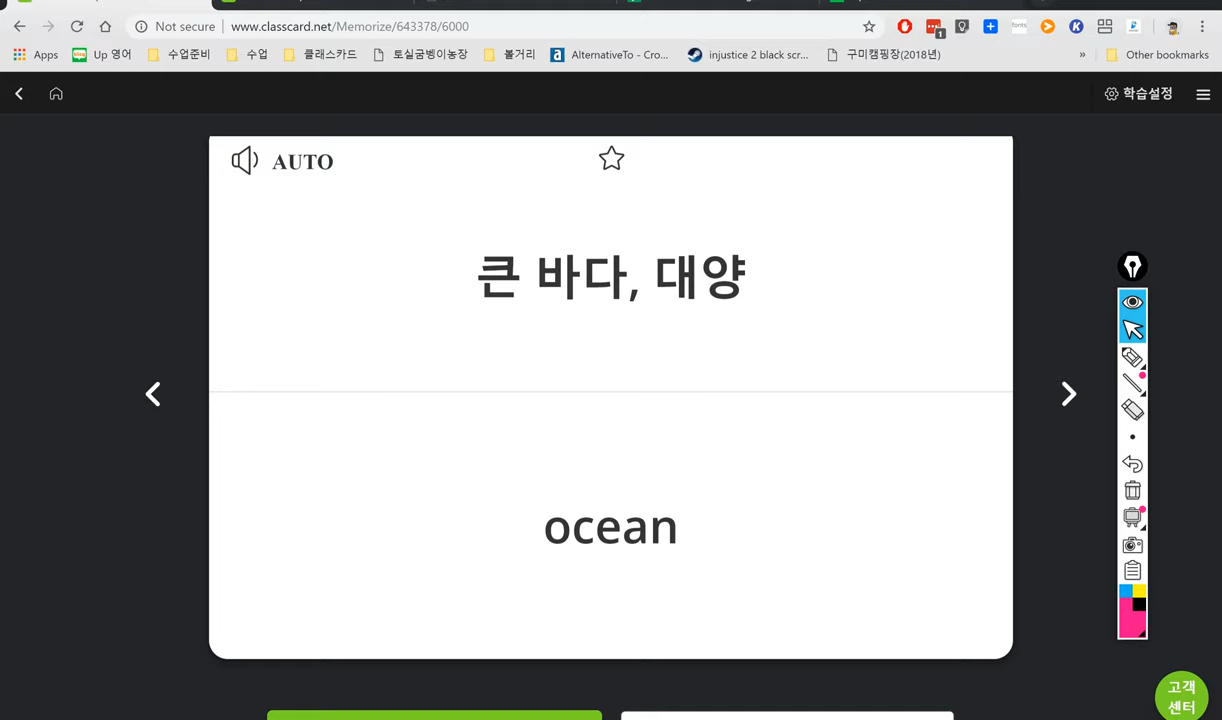 Not secure www.classcard.net/Memorize/643378/6000
Apps Up 영어 수업준비 수업 클래스카드 토실굼벵이농장 볼거리 AlternativeTo - Cro... injustice 2 black scr... 구미캠핑장(2018년) » Other bookmarks
학습설정
AUTO
큰 바다, 대양
ocean
고객
센터